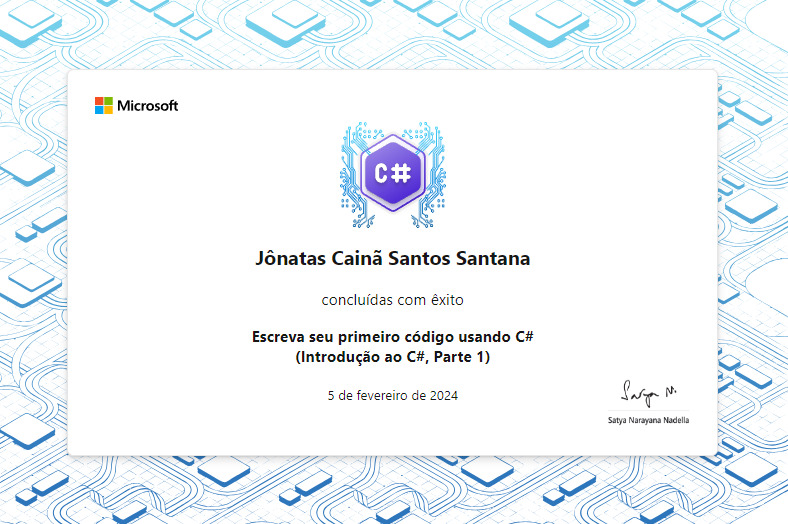 Microsoft
C#
Jônatas Cainã Santos Santana
concluídas com êxito
Escreva seu primeiro código usando C#
(Introdução ao C#, Parte 1)
5 de fevereiro de 2024
Satya N.
Satya Narayana Nadella